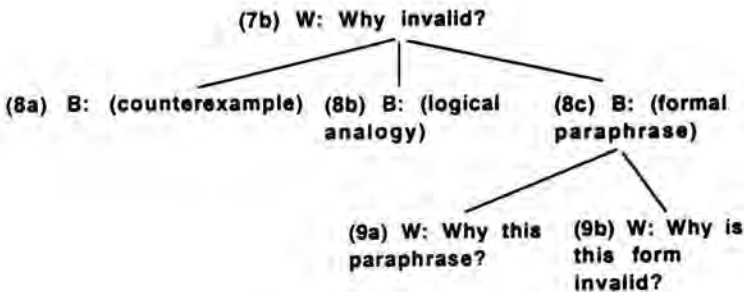 (7b) W: Why invalid?
(8a) B: (counterexample) (8b) B: (logical analogy) (8c) B: (formal paraphrase)
(9a) W: Why this paraphrase? (9b) W: Why is this form invalid?